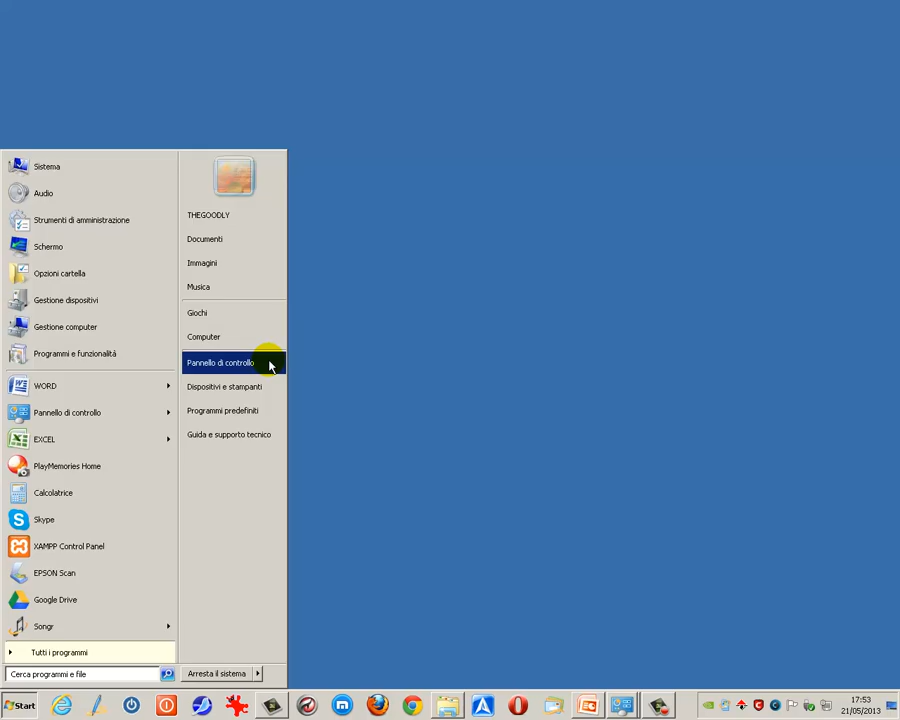 Sistema
Audio
Strumenti di amministrazione
Schermo
Opzioni cartella
Gestione dispositivi
Gestione computer
Programmi e funzionalità
WORD
Pannello di controllo
EXCEL
PlayMemories Home
Calcolatrice
Skype
XAMPP Control Panel
EPSON Scan
Google Drive
Songr
Tutti i programmi
Cerca programmi e file
THEGOODLY
Documenti
Immagini
Musica
Giochi
Computer
Pannello di controllo
Dispositivi e stampanti
Programmi predefiniti
Guida e supporto tecnico
Arresta il sistema
Start
17:53
21/05/2013